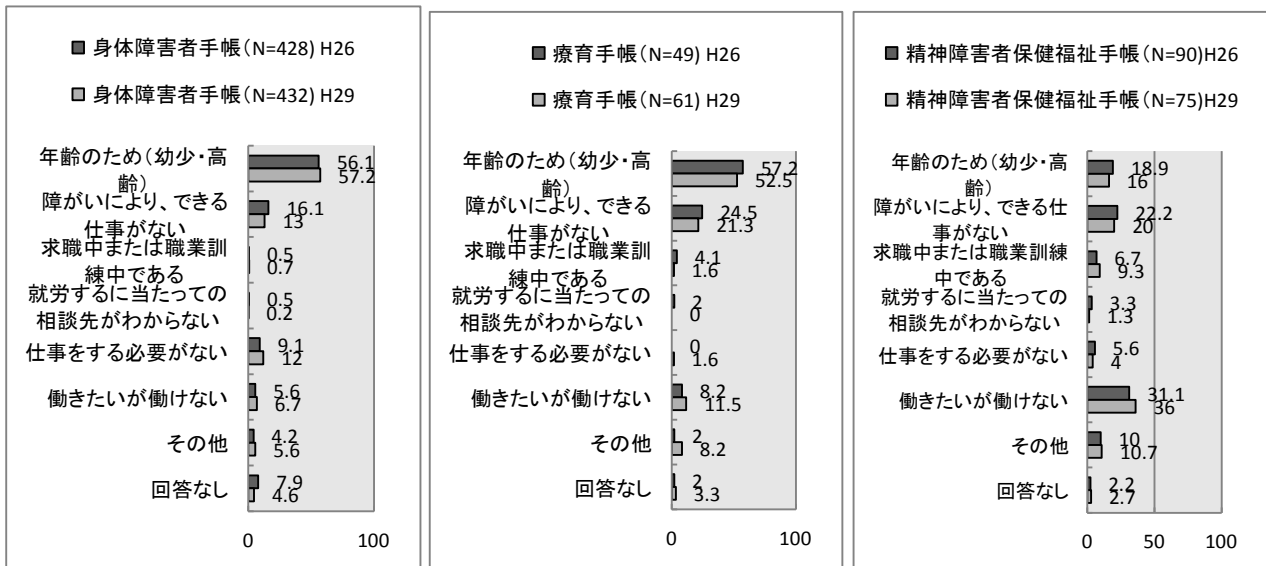 身体障害者手帳(N=428) H26
身体障害者手帳(N=432) H29
年齢のため(幼少・高
齢)
障がいにより、できる
仕事がない
求職中または職業訓
練中である
就労するに当たっての
相談先がわからない
仕事をする必要がない
働きたいが働けない
その他
回答なし
56.1
57.2
16.1
13
0.5
0.7
0.5
0.2
9.1
12
5.6
6.7
4.2
5.6
7.9
4.6
0
100
療育手帳(N=49) H26
療育手帳(N=61) H29
年齢のため(幼少・高
齢)
障がいにより、できる
仕事がない
求職中または職業訓
練中である
就労するに当たっての
相談先がわからない
仕事をする必要がない
働きたいが働けない
その他
回答なし
57.2
52.5
24.5
21.3
4.1
1.6
2
0
0
1.6
8.2
11.5
2
8.2
2
3.3
0
100
精神障害者保健福祉手帳(N=90)H26
精神障害者保健福祉手帳(N=75)H29
年齢のため(幼少・高
齢)
障がいにより、できる仕
事がない
求職中または職業訓練
中である
就労するに当たっての
相談先がわからない
仕事をする必要がない
働きたいが働けない
その他
回答なし
18.9
16
22.2
20
6.7
9.3
3.3
1.3
5.6
4
31.1
36
10
10.7
2.2
2.7
0
50
100